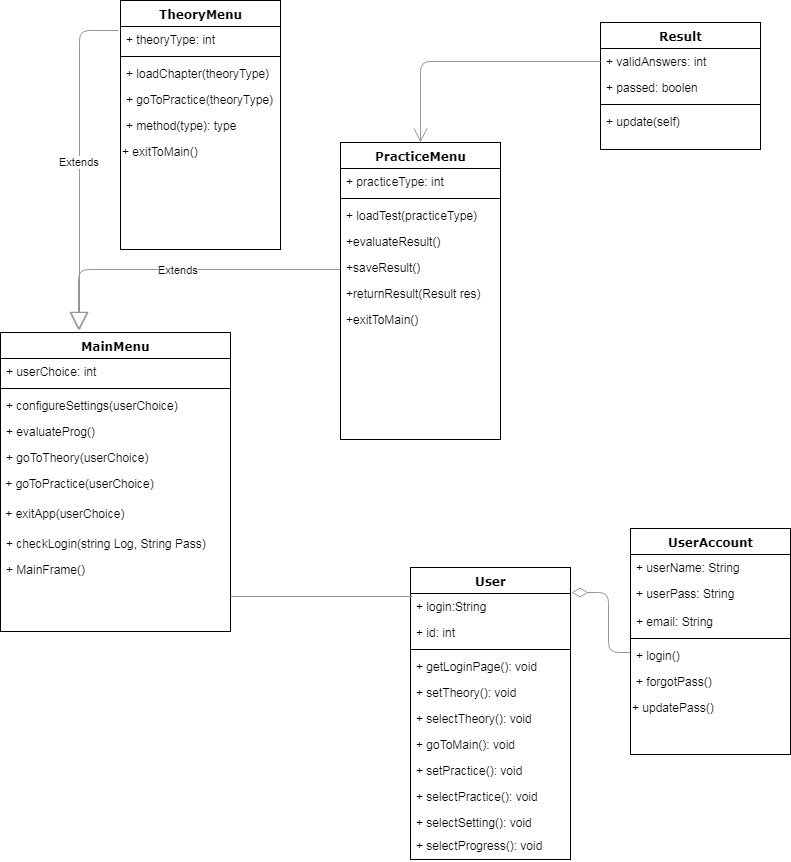 TheoryMenu
+ theoryType: int
+ loadChapter(theoryType)
+ goToPractice(theoryType)
+ method(type): type
+ exitToMain()
Result
+ validAnswers: int
+ passed: boolen
+ update(self)
Extends
PracticeMenu
+ practiceType: int
+ loadTest(practiceType)
+evaluateResult()
+saveResult()
+returnResult(Result res)
+exitToMain()
Extends
MainMenu
+ userChoice: int
+ configureSettings(userChoice)
+ evaluateProg()
+ goToTheory(userChoice)
+ goToPractice(userChoice)
+ exitApp(userChoice)
+ checkLogin(string Log, String Pass)
+ MainFrame()
User
+ login:String
+ id: int
+ getLoginPage(): void
+ setTheory(): void
+ selectTheory(): void
+ goToMain(): void
+ setPractice(): void
+ selectPractice(): void
+ selectSetting(): void
+ selectProgress(): void
UserAccount
+ userName: String
+ userPass: String
+ email: String
+ login()
+ forgotPass()
+ updatePass()